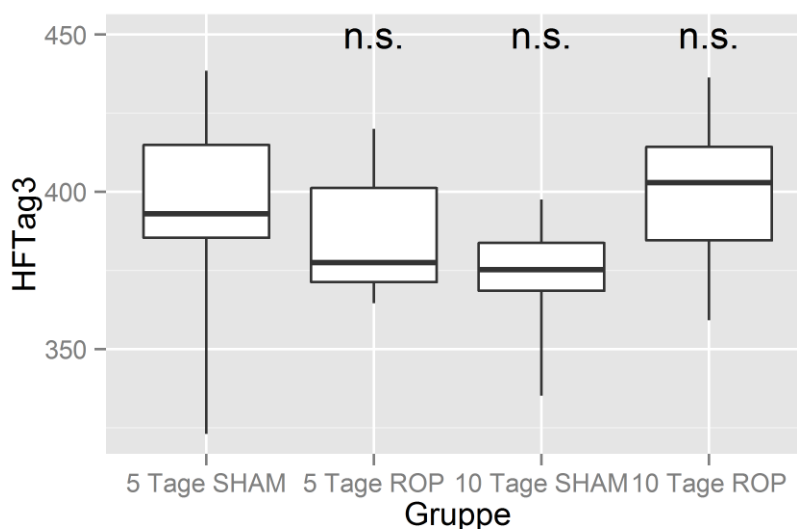 n.s. n.s. n.s.
450
400
350
HFTag3
5 Tage SHAM 5 Tage ROP 10 Tage SHAM 10 Tage ROP
Gruppe